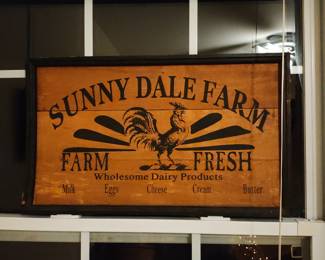 SUNNY DALE FARM
FARM FRESH
Wholesome Dairy Products
Milk Eggs Cheese Cream Butter